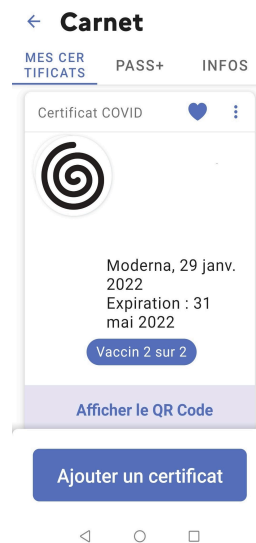 Carnet
MES CER
TIFICATS
PASS+
INFOS
Certificat COVID
Moderna, 29 janv.
2022
Expiration : 31
mai 2022
Vaccin 2 sur 2
Afficher le QR Code
Ajouter un certificat